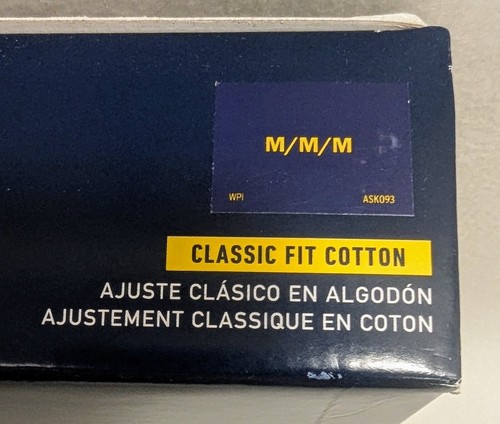 M/M/M
WPI ASK093
CLASSIC FIT COTTON
AJUSTE CLÁSICO EN ALGODÓN
AJUSTEMENT CLASSIQUE EN COTON